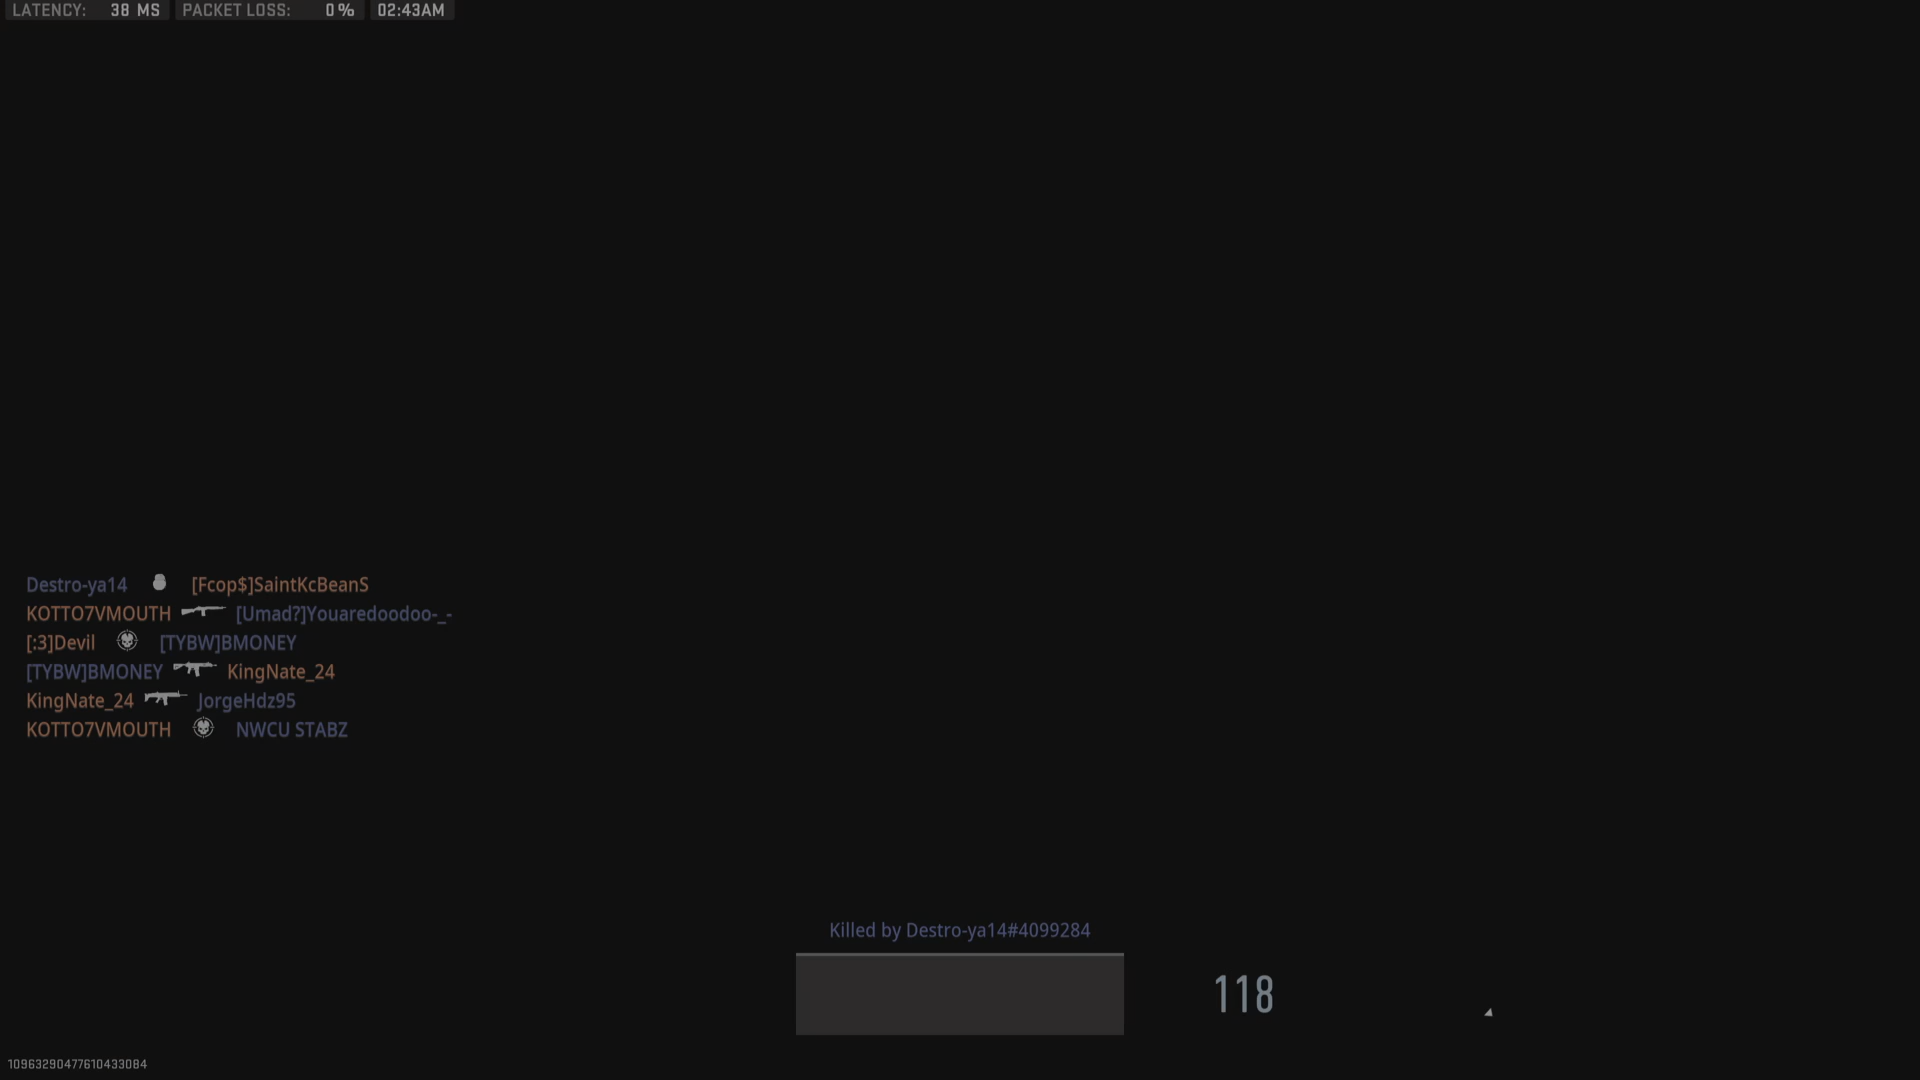 LATENCY: 38 MS PACKET LOSS: 0% 02:43AM
Destro-ya14 [Fcop$]SaintKcBeanS
KOTTO7VMOUTH [Umad?]Youaredoodoo-_-
[:3]Devil [TYBW]BMONEY
[TYBW]BMONEY KingNate_24
KingNate_24 JorgeHdz95
KOTTO7VMOUTH NWCU STABZ
Killed by Destro-ya14#4099284
118
10963290477610433084